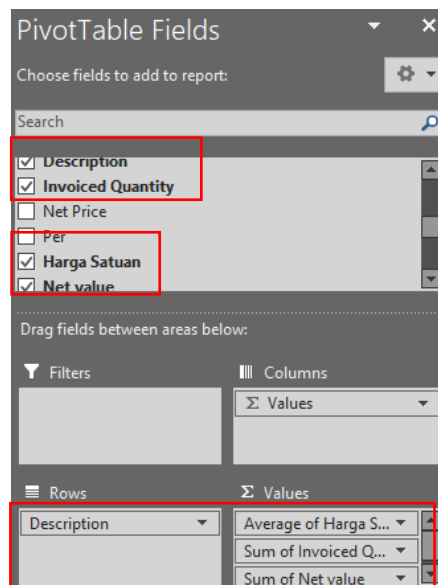 PivotTable Fields
Choose fields to add to report:
Search
Description
Invoiced Quantity
Net Price
Per
Harga Satuan
Net value
Drag fields between areas below:
Filters
Columns
Σ Values
Rows
Σ Values
Description
Average of Harga S...
Sum of Invoiced Q...
Sum of Net value